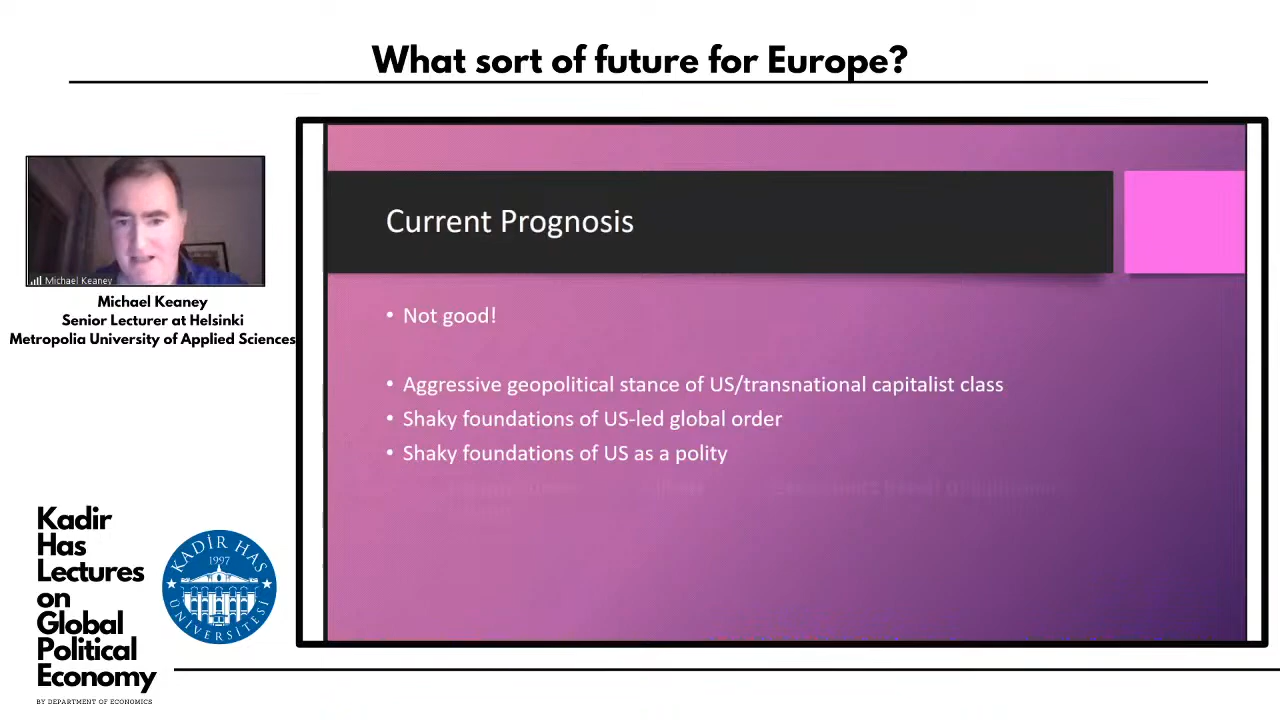 What sort of future for Europe?
Michael Keaney
Michael Keaney
Senior Lecturer at Helsinki
Metropolia University of Applied Sciences
Current Prognosis
• Not good!
• Aggressive geopolitical stance of US/transnational capitalist class
• Shaky foundations of US-led global order
• Shaky foundations of US as a polity
Kadir
Has
Lectures
on
Global
Political
Economy
BY DEPARTMENT OF ECONOMICS
KADİR HAS
1997
ÜNİVERSİTESİ